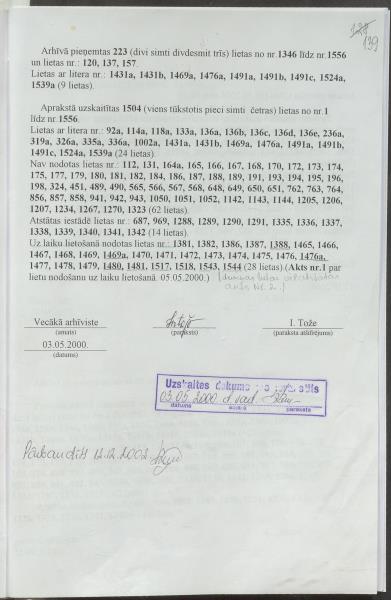 139
Arhīvā pieņemtas 223 (divi simti divdesmit trīs) lietas no nr.1346 līdz nr.1556
un lietas nr.: 120, 137, 157.
Lietas ar litera nr.: 1431a, 1431b, 1469a, 1476a, 1491a, 1491b, 1491c, 1524a,
1539a (9 lietas).
Aprakstā uzskaitītas 1504 (viens tūkstotis pieci simti četras) lietas no nr.1
līdz nr.1556.
Lietas ar litera nr.: 92a, 114a, 118a, 133a, 136a, 136b, 136c, 136d, 136e, 236a,
319a, 326a, 335a, 336a, 1002a, 1431a, 1431b, 1469a, 1476a, 1491a, 1491b,
1491c, 1524a, 1539a (24 lietas).
Nav nodotas lietas nr.: 112, 131, 164a, 165, 166, 167, 168, 170, 172, 173, 174,
175, 177, 179, 180, 181, 182, 184, 186, 187, 188, 189, 191, 193, 194, 195, 196,
198, 324, 451, 489, 490, 565, 566, 567, 568, 648, 649, 650, 651, 762, 763, 764,
856, 857, 858, 941, 942, 943, 1050, 1051, 1052, 1142, 1143, 1144, 1205, 1206,
1207, 1234, 1267, 1270, 1323 (62 lietas).
Atstātas iestādē lietas nr.: 687, 969, 1288, 1289, 1290, 1291, 1335, 1336, 1337,
1338, 1339, 1340, 1341, 1342 (14 lietas).
Uz laiku lietošanā nodotas lietas nr.: 1381, 1382, 1386, 1387, 1388, 1465, 1466,
1467, 1468, 1469, 1469a, 1470, 1471, 1472, 1473, 1474, 1475, 1476, 1476a,
1477, 1478, 1479, 1480, 1481, 1517, 1518, 1543, 1544 (28 lietas).(Akts nr.1 par
lietu nodošanu uz laiku lietošanā. 05.05.2000.)
akts Nr. 2.)
Vecākā arhīviste I. Tože
(amats) (paraksts) (paraksta atšifrējums)
03.05.2000.
(datums)
Uzskaites
03.05.2000
datums amats paraksts
Pārbaudīts 12.12.2002.